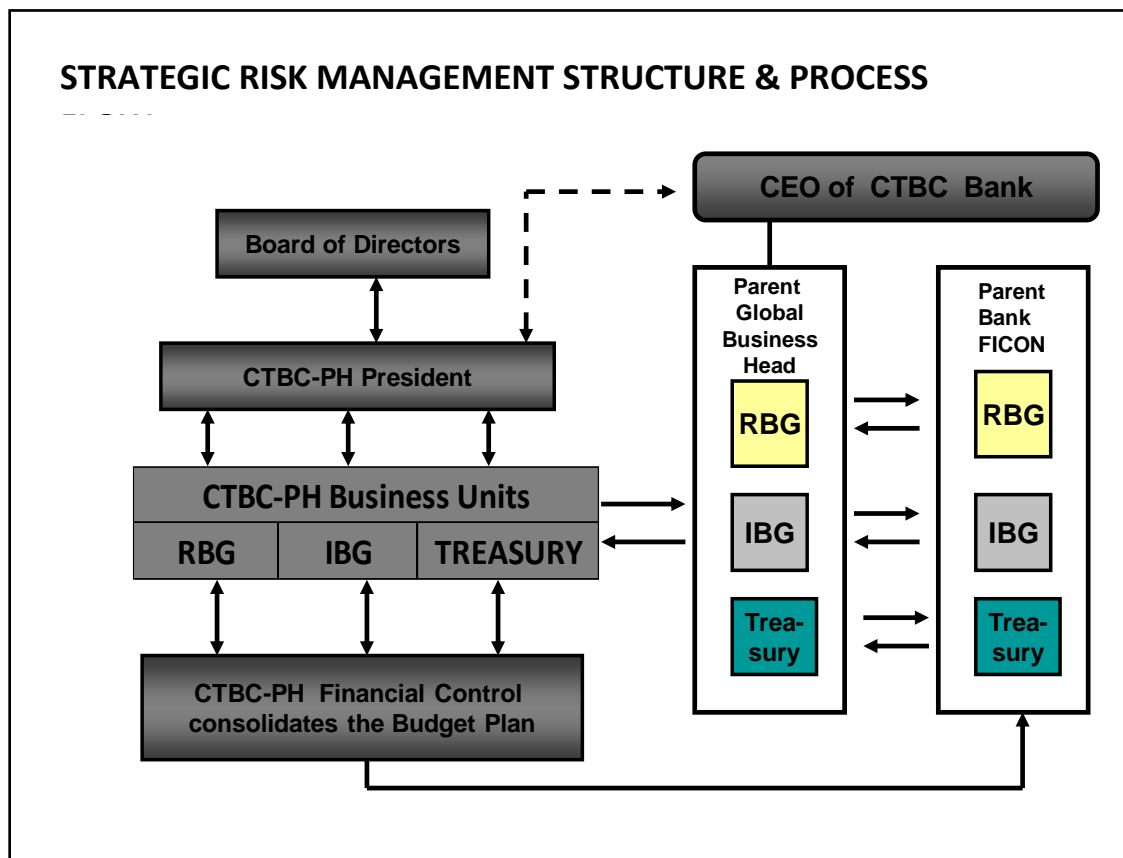 STRATEGIC RISK MANAGEMENT STRUCTURE & PROCESS
CEO of CTBC Bank
Board of Directors
CTBC-PH President
CTBC-PH Business Units
RBG IBG TREASURY
CTBC-PH Financial Control
consolidates the Budget Plan
Parent
Global
Business
Head
RBG
IBG
Trea-
sury
Parent
Bank
FICON
RBG
IBG
Trea-
sury